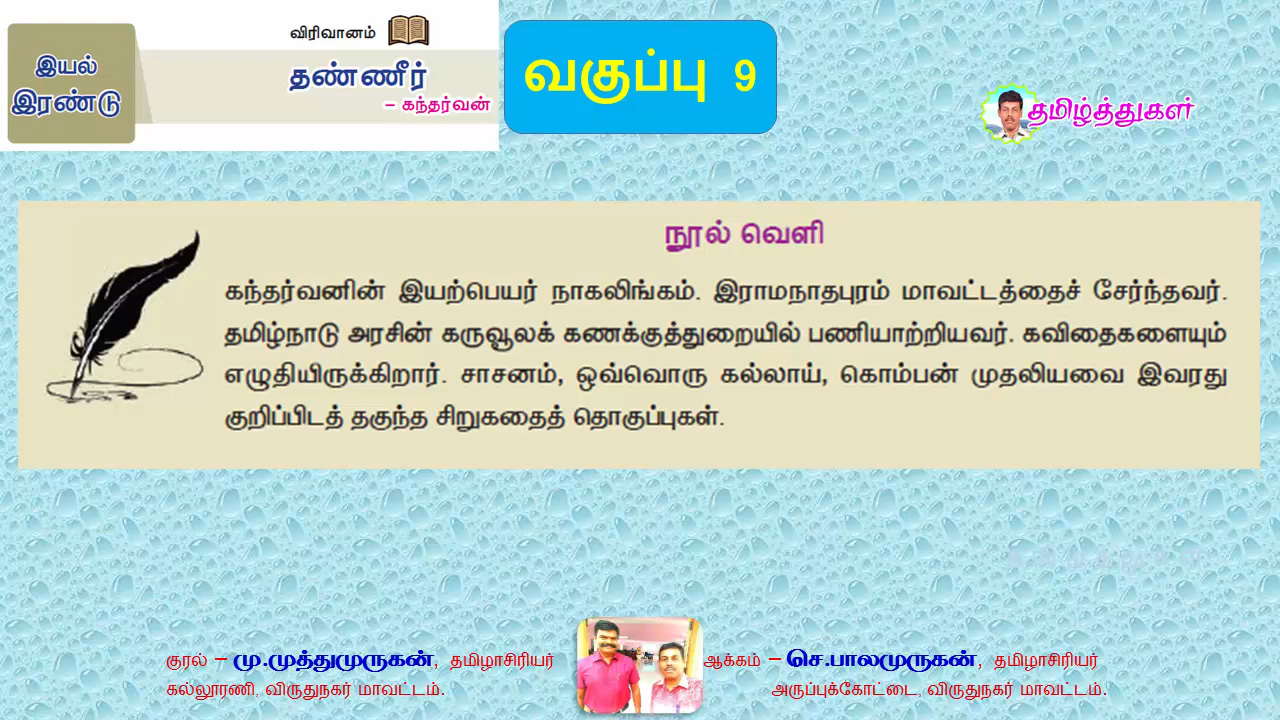 விரிவானம்
இயல்
இரண்டு
தண்ணீர்
– கந்தர்வன்
வகுப்பு 9
தமிழ்த்துகள்
நூல் வெளி
கந்தர்வனின் இயற்பெயர் நாகலிங்கம். இராமநாதபுரம் மாவட்டத்தைச் சேர்ந்தவர்.
தமிழ்நாடு அரசின் கருவூலக் கணக்குத்துறையில் பணியாற்றியவர். கவிதைகளையும்
எழுதியிருக்கிறார். சாசனம், ஒவ்வொரு கல்லாய், கொம்பன் முதலியவை இவரது
குறிப்பிடத் தகுந்த சிறுகதைத் தொகுப்புகள்.
குரல் – மு.முத்துமுருகன், தமிழாசிரியர்
கல்லூரணி, விருதுநகர் மாவட்டம்.
ஆக்கம் – செ.பாலமுருகன், தமிழாசிரியர்
அருப்புக்கோட்டை, விருதுநகர் மாவட்டம்.